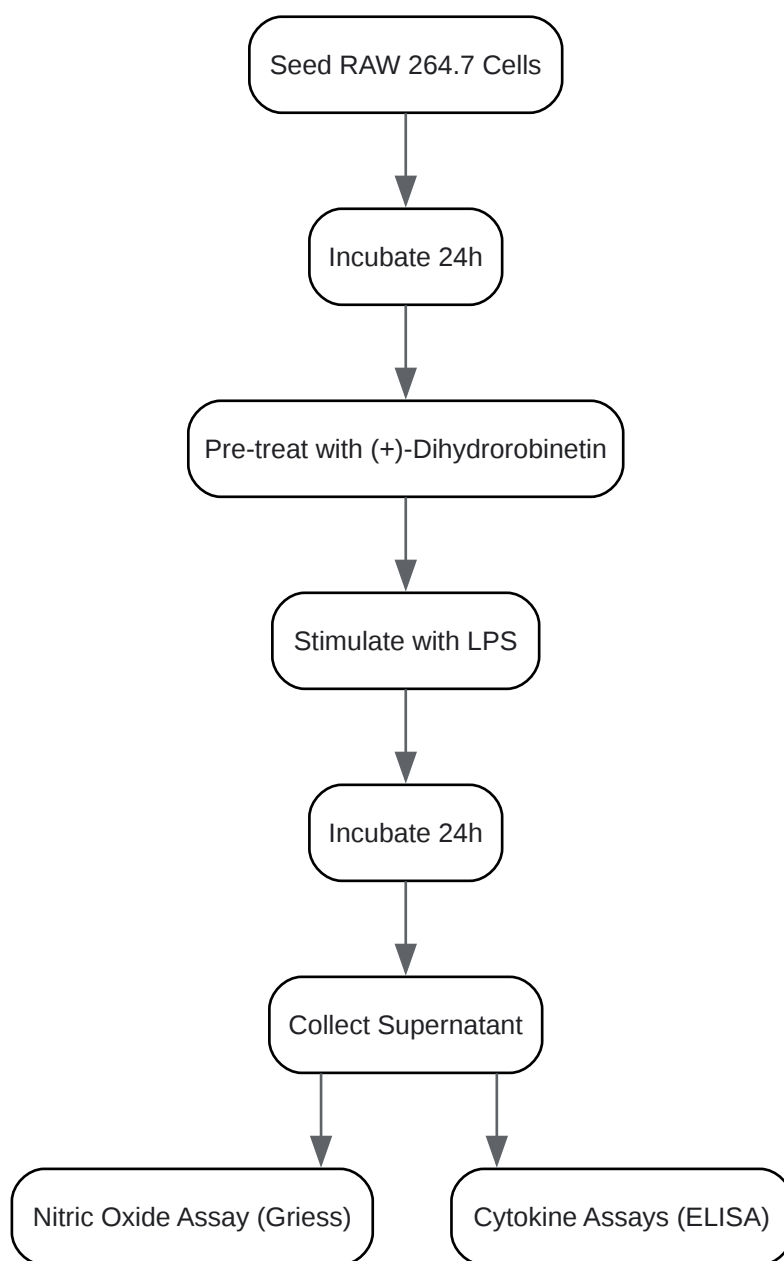 Seed RAW 264.7 Cells
Incubate 24h
Pre-treat with (+)-Dihydrorobinetin
Stimulate with LPS
Incubate 24h
Collect Supernatant
Nitric Oxide Assay (Griess)
Cytokine Assays (ELISA)